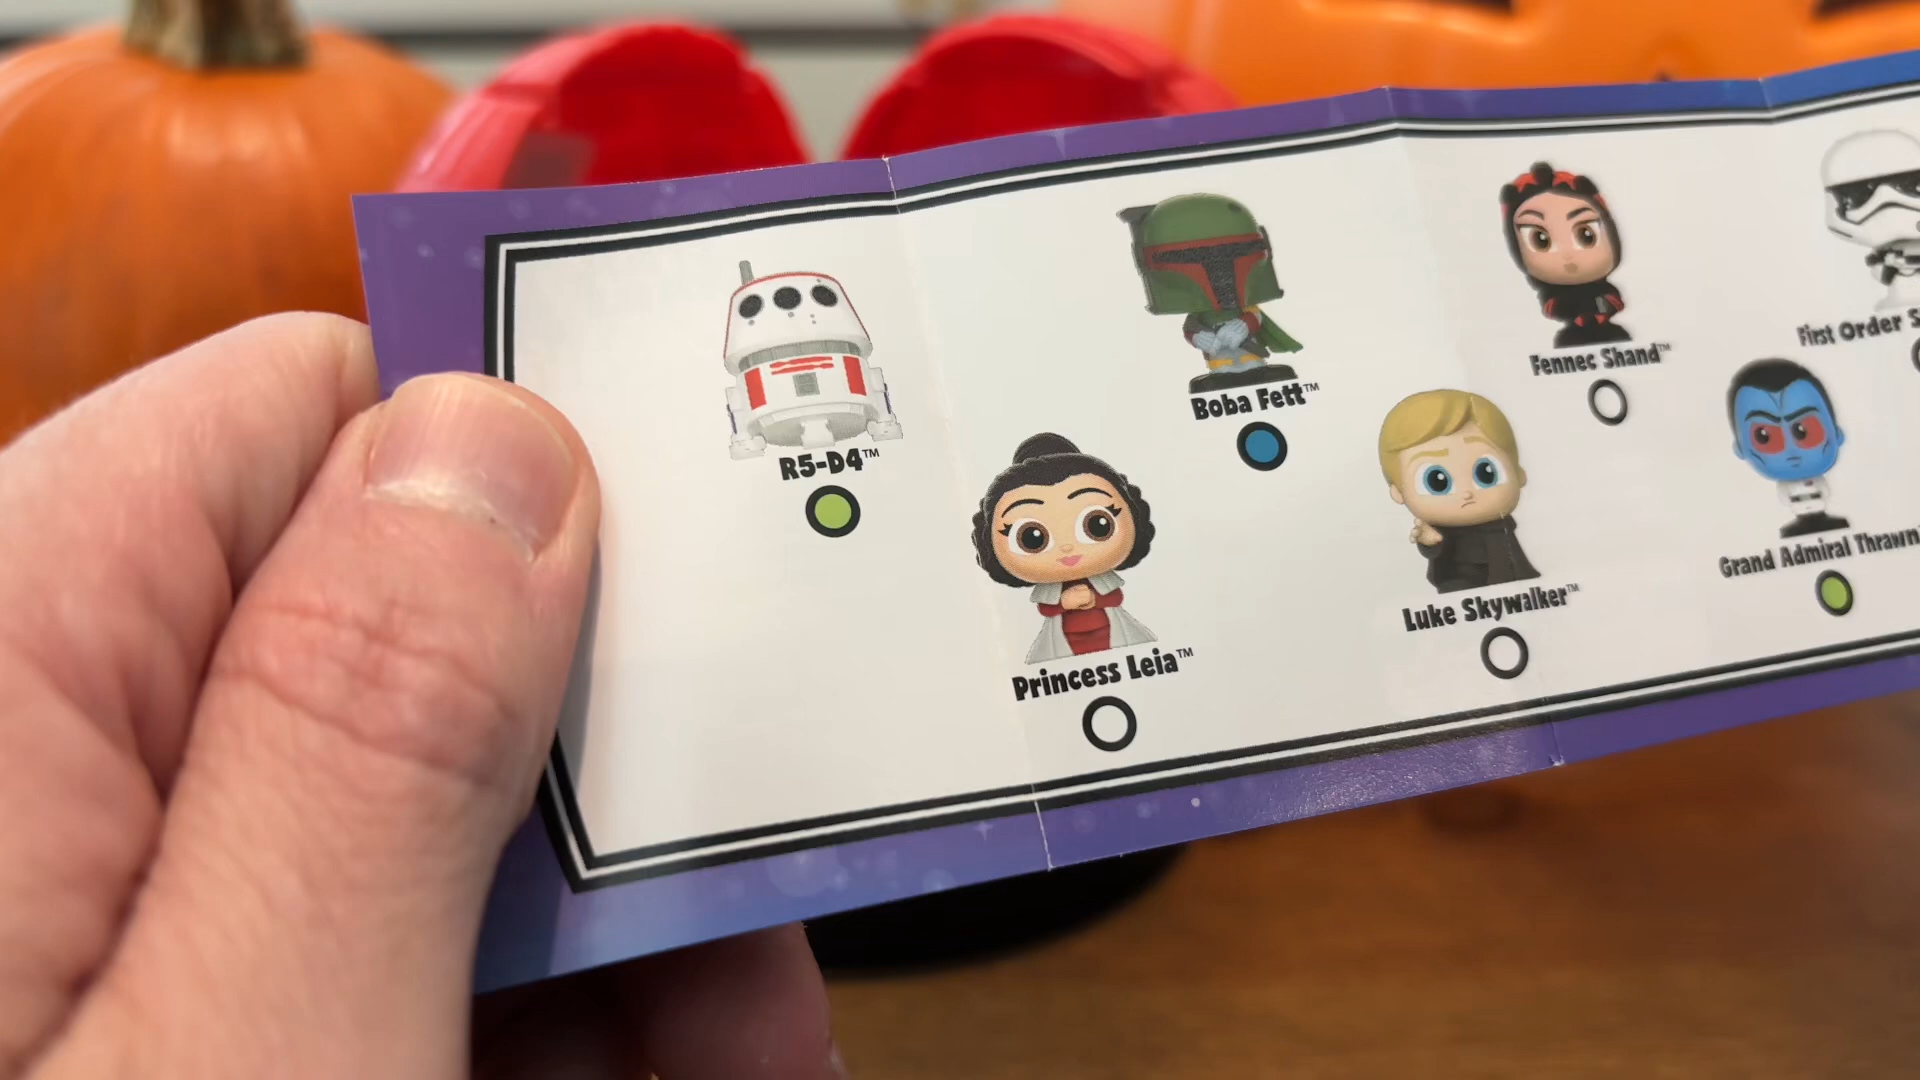 R5-D4™
Boba Fett™
Fennec Shand™
First Order
Princess Leia™
Luke Skywalker™
Grand Admiral Thrawn